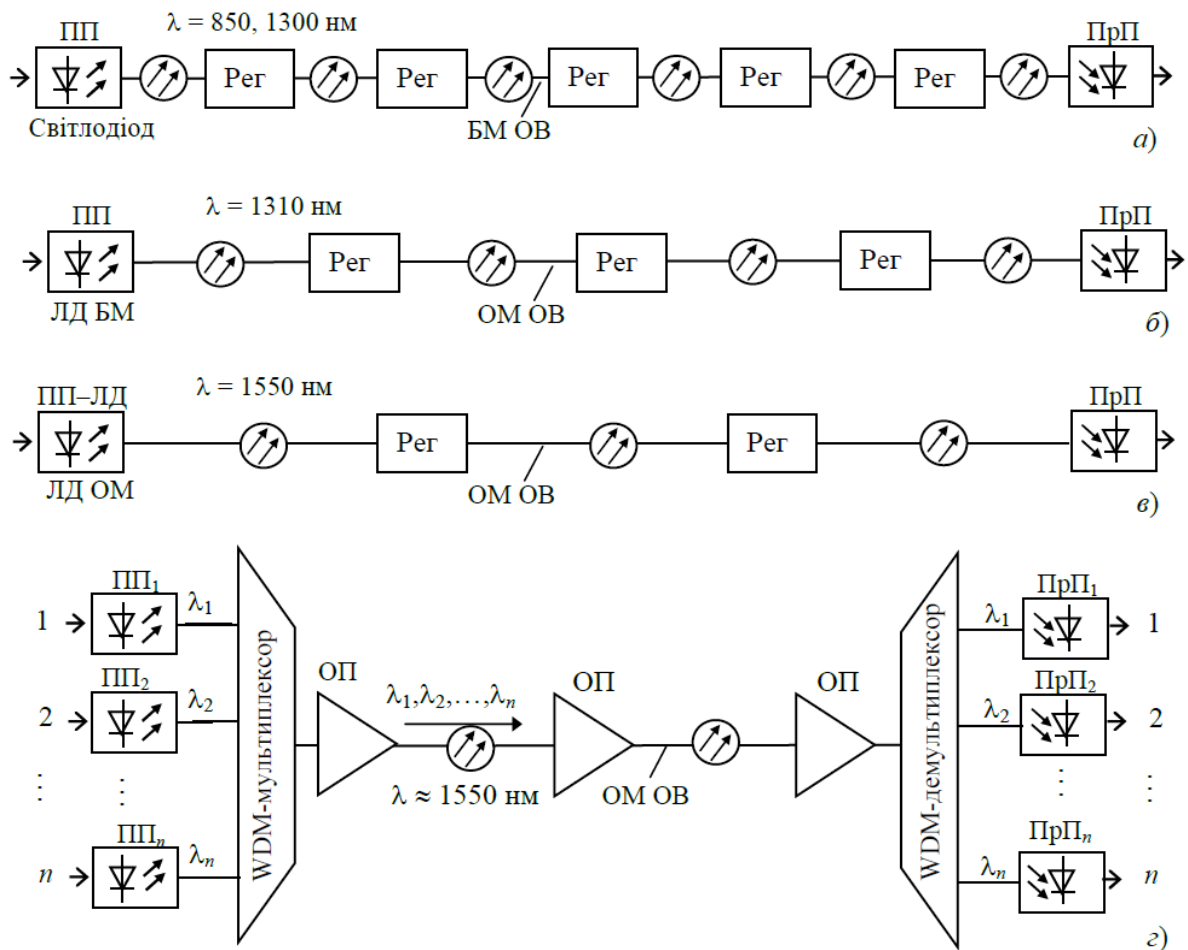 ПП λ = 850, 1300 нм ПрП
Рег Рег Рег Рег Рег
Світлодіод БМ ОВ
а)
ПП λ = 1310 нм ПрП
Рег Рег Рег
ЛД БМ ОМ ОВ
б)
ПП–ЛД λ = 1550 нм ПрП
Рег Рег
ЛД ОМ ОМ ОВ
в)
ПП₁ ПрП₁
1 λ₁ λ₁ 1
ПП₂ ОП ОП ОП ПрП₂
2 λ₂ λ₁,λ₂,…,λₙ λ₂ 2
WDM-мультиплексор WDM-демультиплексор
⋮ ⋮ λ ≈ 1550 нм ОМ ОВ ⋮ ⋮
ППₙ ПрПₙ
n λₙ λₙ n
г)